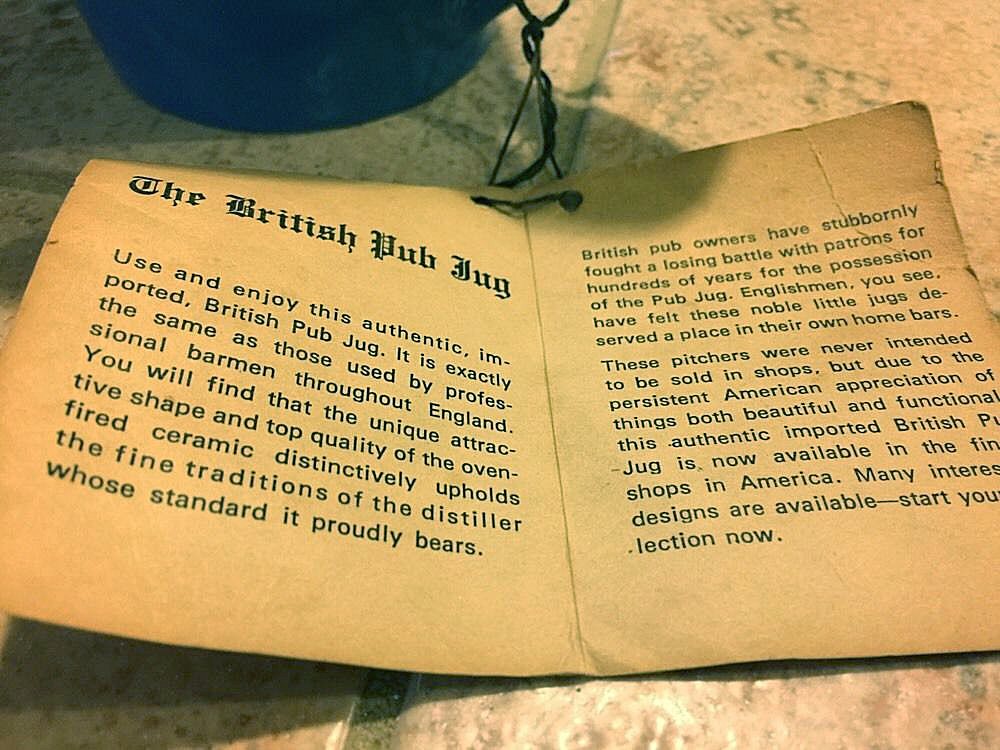 The British Pub Jug
Use and enjoy this authentic, im-
ported, British Pub Jug. It is exactly
the same as those used by profes-
sional barmen throughout England.
You will find that the unique attrac-
tive shape and top quality of the oven-
fired ceramic distinctively upholds
the fine traditions of the distiller
whose standard it proudly bears.
British pub owners have stubbornly
fought a losing battle with patrons for
hundreds of years for the possession
of the Pub Jug. Englishmen, you see,
have felt these noble little jugs de-
served a place in their own home bars.
These pitchers were never intended
to be sold in shops, but due to the
persistent American appreciation of
things both beautiful and functional
this authentic imported British
Jug is now available in the
shops in America. Many
designs are available—start
lection now.